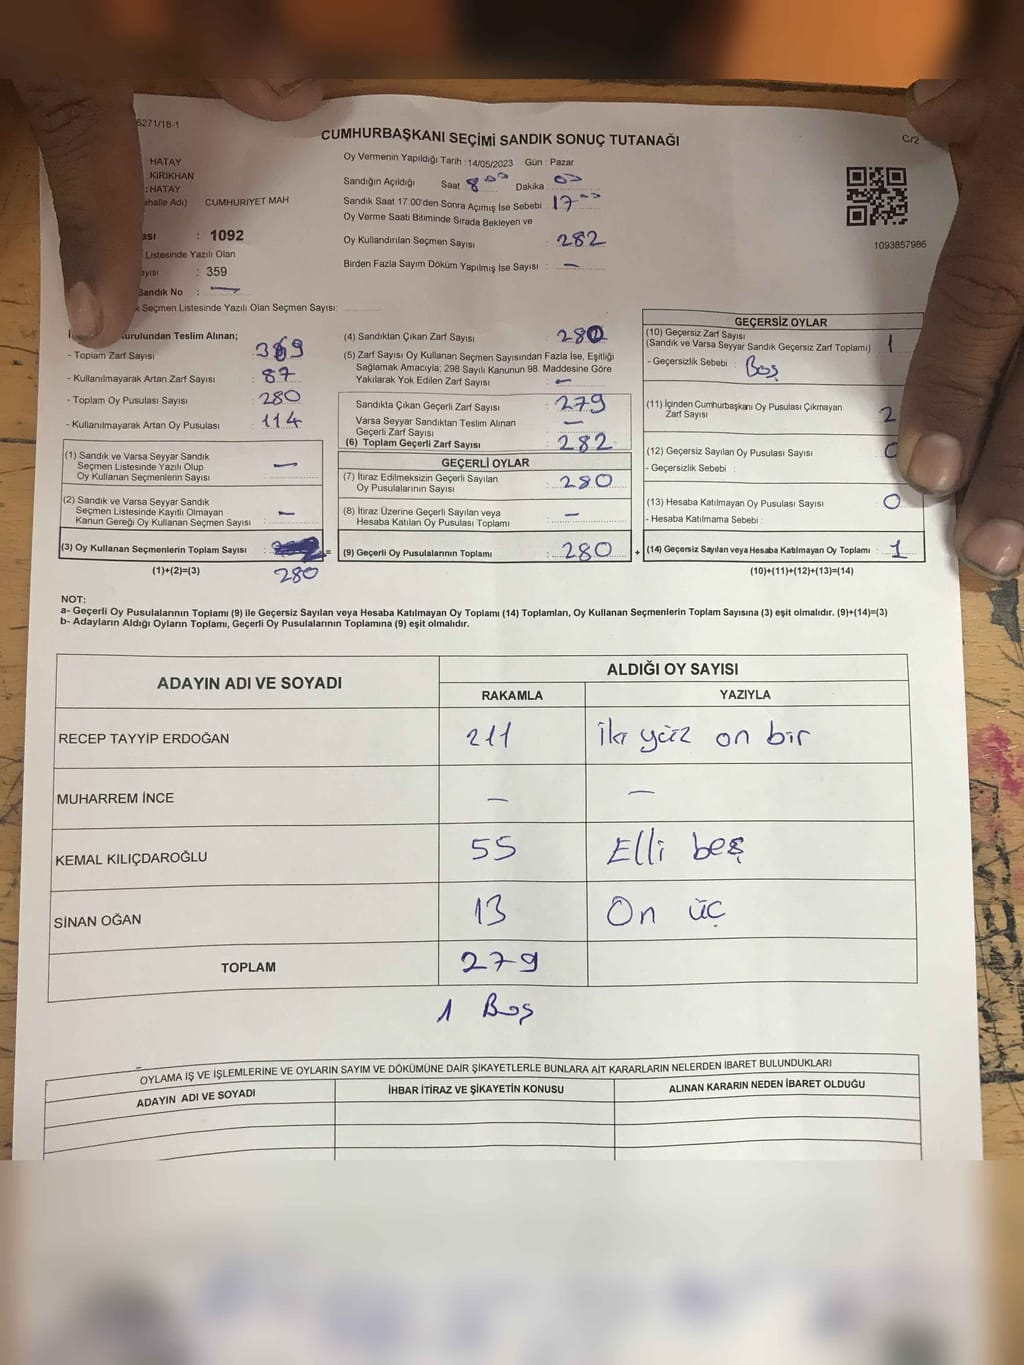 6271/18-1
CUMHURBAŞKANI SEÇİMİ SANDIK SONUÇ TUTANAĞI
C/2
HATAY
KIRIKHAN
: HATAY
ahalle Adı) CUMHURİYET MAH
ası : 1092
Listesinde Yazılı Olan
ayısı : 359
Sandık No : —
k Seçmen Listesinde Yazılı Olan Seçmen Sayısı:
Oy Vermenin Yapıldığı Tarih : 14/05/2023 Gün : Pazar
Sandığın Açıldığı Saat 8 00 Dakika 00
Sandık Saat 17.00'den Sonra Açımış İse Sebebi 17
Oy Verme Saati Bitiminde Sırada Bekleyen ve
Oy Kullandırılan Seçmen Sayısı : 282
Birden Fazla Sayım Döküm Yapılmış İse Sayısı : —
1093857986
urulundan Teslim Alınan;
- Toplam Zarf Sayısı : 369
- Kullanılmayarak Artan Zarf Sayısı : 87
- Toplam Oy Pusulası Sayısı : 280
- Kullanılmayarak Artan Oy Pusulası : 114
(1) Sandık ve Varsa Seyyar Sandık
Seçmen Listesinde Yazılı Olup
Oy Kullanan Seçmenlerin Sayısı : —
(2) Sandık ve Varsa Seyyar Sandık
Seçmen Listesinde Kayıtlı Olmayan
Kanun Gereği Oy Kullanan Seçmen Sayısı : —
(3) Oy Kullanan Seçmenlerin Toplam Sayısı : =
(1)+(2)=(3) 280
(4) Sandıktan Çıkan Zarf Sayısı : 280
(5) Zarf Sayısı Oy Kullanan Seçmen Sayısından Fazla İse, Eşitliği
Sağlamak Amacıyla; 298 Sayılı Kanunun 98. Maddesine Göre
Yakılarak Yok Edilen Zarf Sayısı : —
Sandıkta Çıkan Geçerli Zarf Sayısı : 279
Varsa Seyyar Sandıktan Teslim Alınan
Geçerli Zarf Sayısı : —
(6) Toplam Geçerli Zarf Sayısı : 282
GEÇERLİ OYLAR
(7) İtiraz Edilmeksizin Geçerli Sayılan
Oy Pusulalarının Sayısı : 280
(8) İtiraz Üzerine Geçerli Sayılan veya
Hesaba Katılan Oy Pusulası Toplamı : —
(9) Geçerli Oy Pusulalarının Toplamı : 280 +
GEÇERSİZ OYLAR
(10) Geçersiz Zarf Sayısı
(Sandık ve Varsa Seyyar Sandık Geçersiz Zarf Toplamı) : 1
- Geçersizlik Sebebi : Boş
(11) İçinden Cumhurbaşkanı Oy Pusulası Çıkmayan
Zarf Sayısı : 2
(12) Geçersiz Sayılan Oy Pusulası Sayısı : 0
- Geçersizlik Sebebi :
(13) Hesaba Katılmayan Oy Pusulası Sayısı : 0
- Hesaba Katılmama Sebebi :
(14) Geçersiz Sayılan veya Hesaba Katılmayan Oy Toplamı : 1
(10)+(11)+(12)+(13)=(14)
NOT:
a- Geçerli Oy Pusulalarının Toplamı (9) ile Geçersiz Sayılan veya Hesaba Katılmayan Oy Toplamı (14) Toplamları, Oy Kullanan Seçmenlerin Toplam Sayısına (3) eşit olmalıdır. (9)+(14)=(3)
b- Adayların Aldığı Oyların Toplamı, Geçerli Oy Pusulalarının Toplamına (9) eşit olmalıdır.
ADAYIN ADI VE SOYADI
ALDIĞI OY SAYISI
RAKAMLA YAZIYLA
RECEP TAYYİP ERDOĞAN 211 İki yüz on bir
MUHARREM İNCE — —
KEMAL KILIÇDAROĞLU 55 Elli beş
SİNAN OĞAN 13 On üç
TOPLAM 279
1 Boş
OYLAMA İŞ VE İŞLEMLERİNE VE OYLARIN SAYIM VE DÖKÜMÜNE DAİR ŞİKAYETLERLE BUNLARA AİT KARARLARIN NELERDEN İBARET BULUNDUKLARI
ADAYIN ADI VE SOYADI İHBAR İTİRAZ VE ŞİKAYETİN KONUSU ALINAN KARARIN NEDEN İBARET OLDUĞU